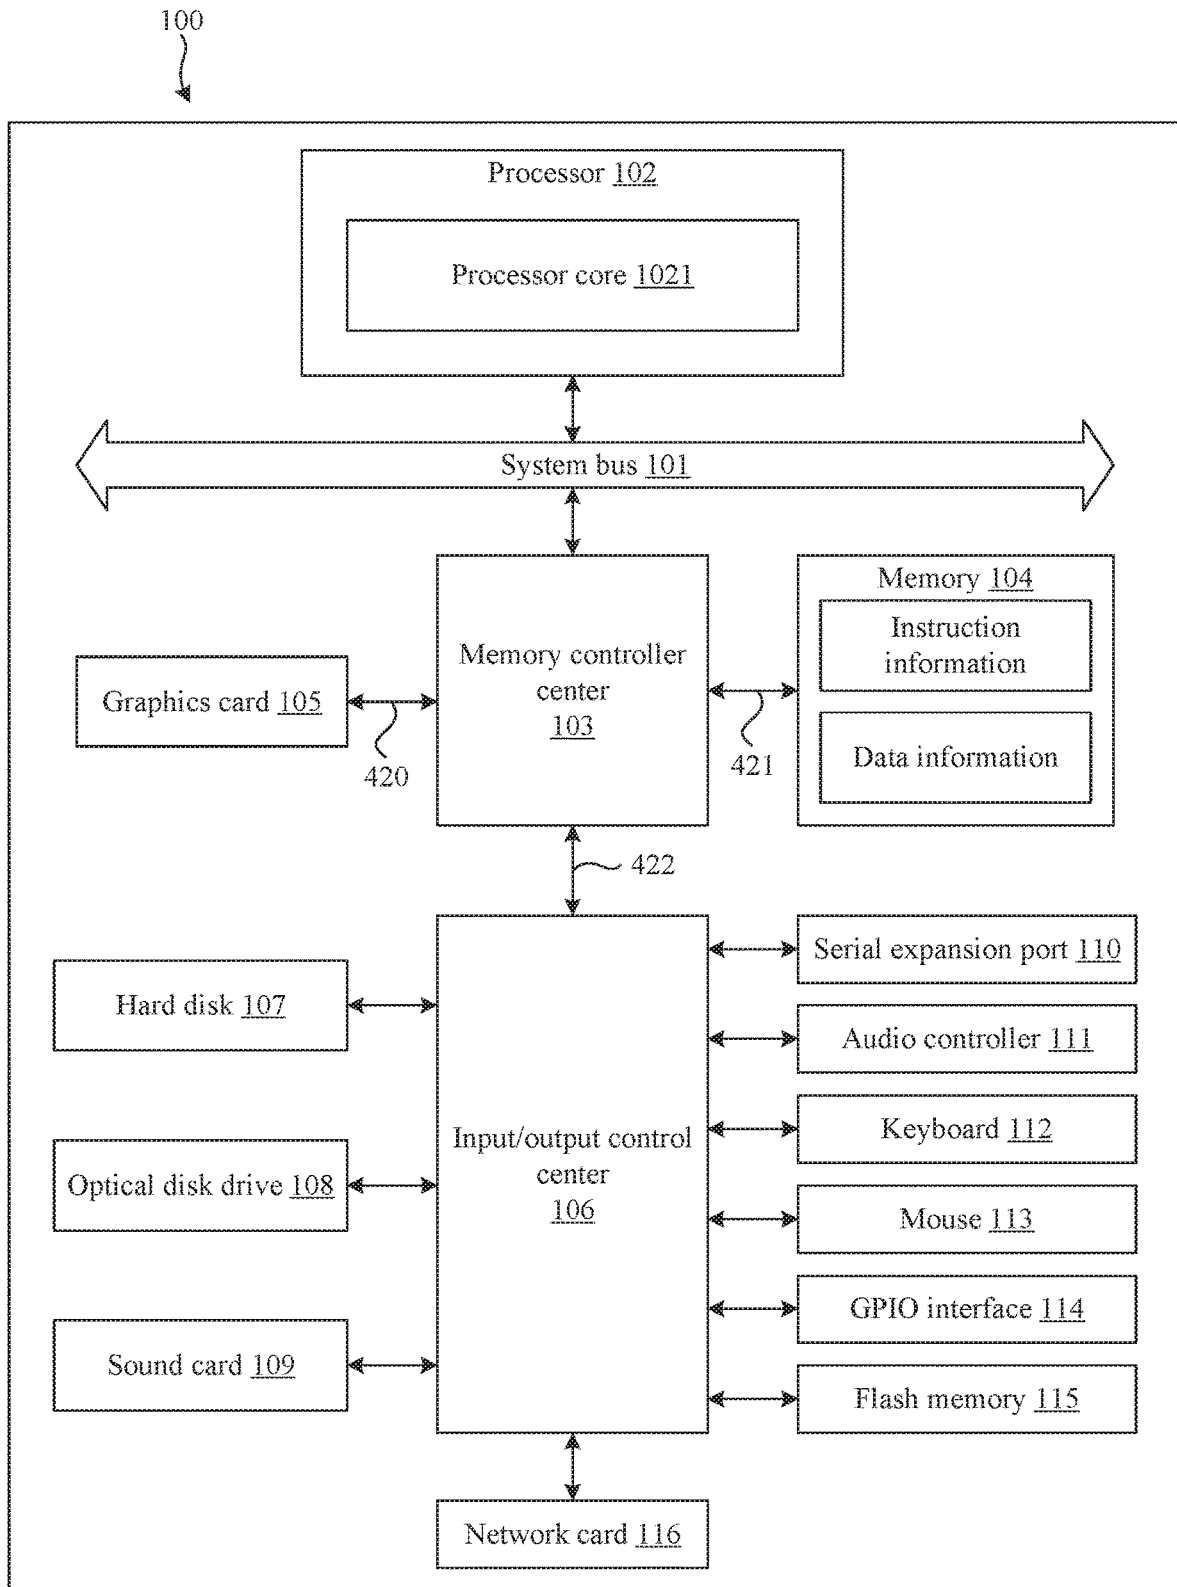 100
Processor 102
Processor core 1021
System bus 101
Memory controller
center
103
Memory 104
Instruction
information
Data information
Graphics card 105
420
421
422
Input/output control
center
106
Hard disk 107
Optical disk drive 108
Sound card 109
Serial expansion port 110
Audio controller 111
Keyboard 112
Mouse 113
GPIO interface 114
Flash memory 115
Network card 116